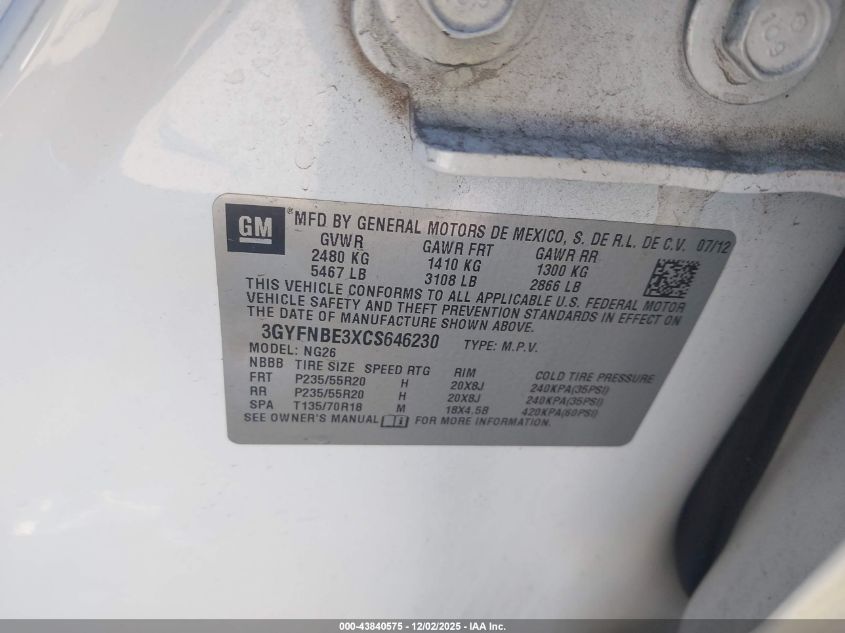 109
GM ® MFD BY GENERAL MOTORS DE MEXICO, S. DE R.L. DE C.V. 07/12
GVWR GAWR FRT GAWR RR
2480 KG 1410 KG 1300 KG
5467 LB 3108 LB 2866 LB
THIS VEHICLE CONFORMS TO ALL APPLICABLE U.S. FEDERAL MOTOR
VEHICLE SAFETY AND THEFT PREVENTION STANDARDS IN EFFECT ON
THE DATE OF MANUFACTURE SHOWN ABOVE.
3GYFNBE3XCS646230 TYPE: M.P.V.
MODEL: NG26
NBBB TIRE SIZE SPEED RTG RIM COLD TIRE PRESSURE
FRT P235/55R20 H 20X8J 240KPA(35PSI)
RR P235/55R20 H 20X8J 240KPA(35PSI)
SPA T135/70R18 M 18X4.5B 420KPA(60PSI)
SEE OWNER'S MANUAL FOR MORE INFORMATION.
000-43840575 - 12/02/2025 - IAA Inc.